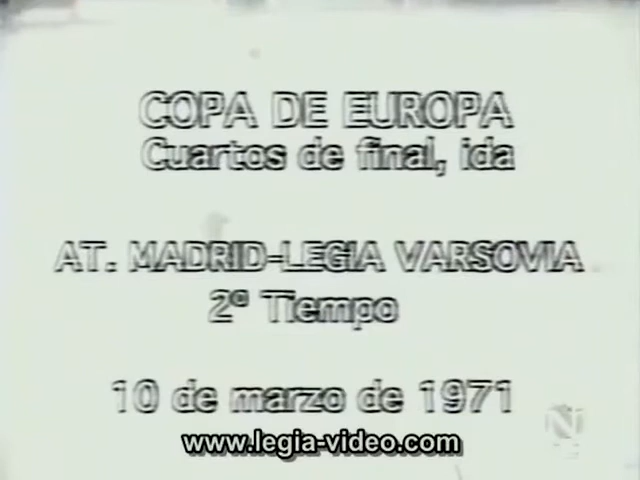 COPA DE EUROPA
Cuartos de final, ida
AT. MADRID-LEGIA VARSOVIA
2º Tiempo
10 de marzo de 1971
www.legia-video.com